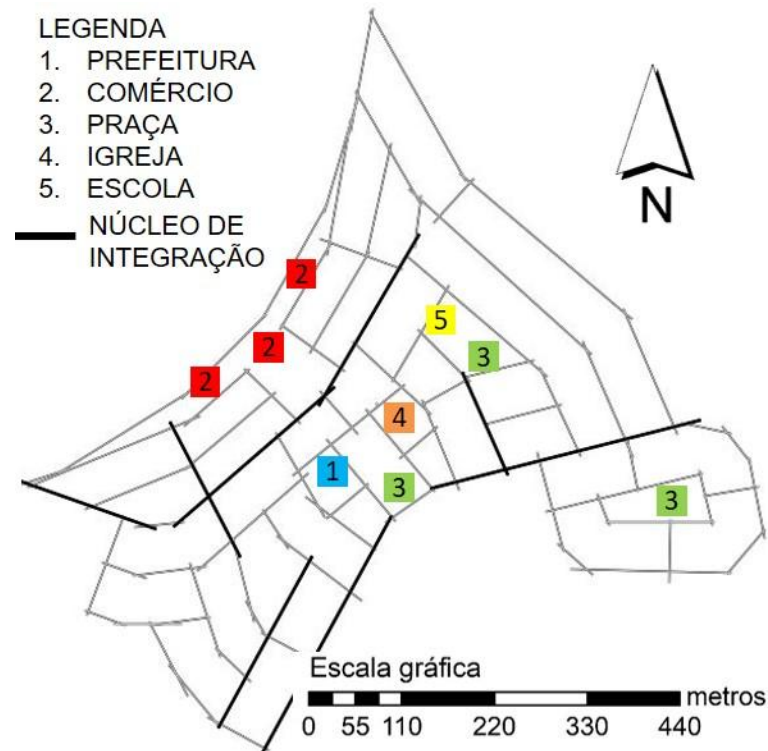 LEGENDA
1. PREFEITURA
2. COMÉRCIO
3. PRAÇA
4. IGREJA
5. ESCOLA
NÚCLEO DE
INTEGRAÇÃO
N
2
2
5
2
3
4
1
3
3
Escala gráfica
metros
0 55 110 220 330 440